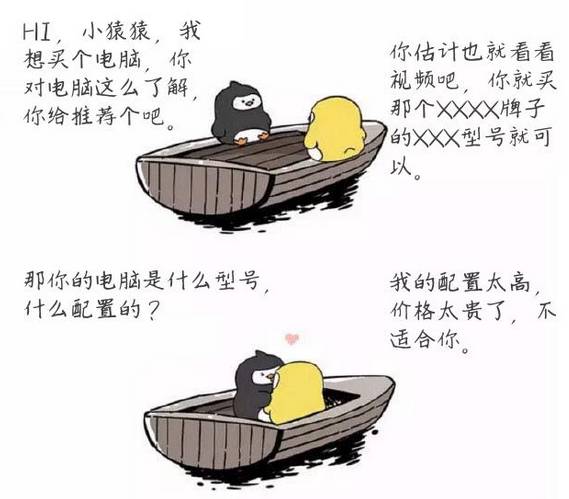 HI，小猿猿，我
想买个电脑，你
对电脑这么了解，
你给推荐个吧。
你估计也就看看
视频吧，你就买
那个XXXX牌子
的XXX型号就可
以。
那你的电脑是什么型号，
什么配置的？
我的配置太高，
价格太贵了，不
适合你。